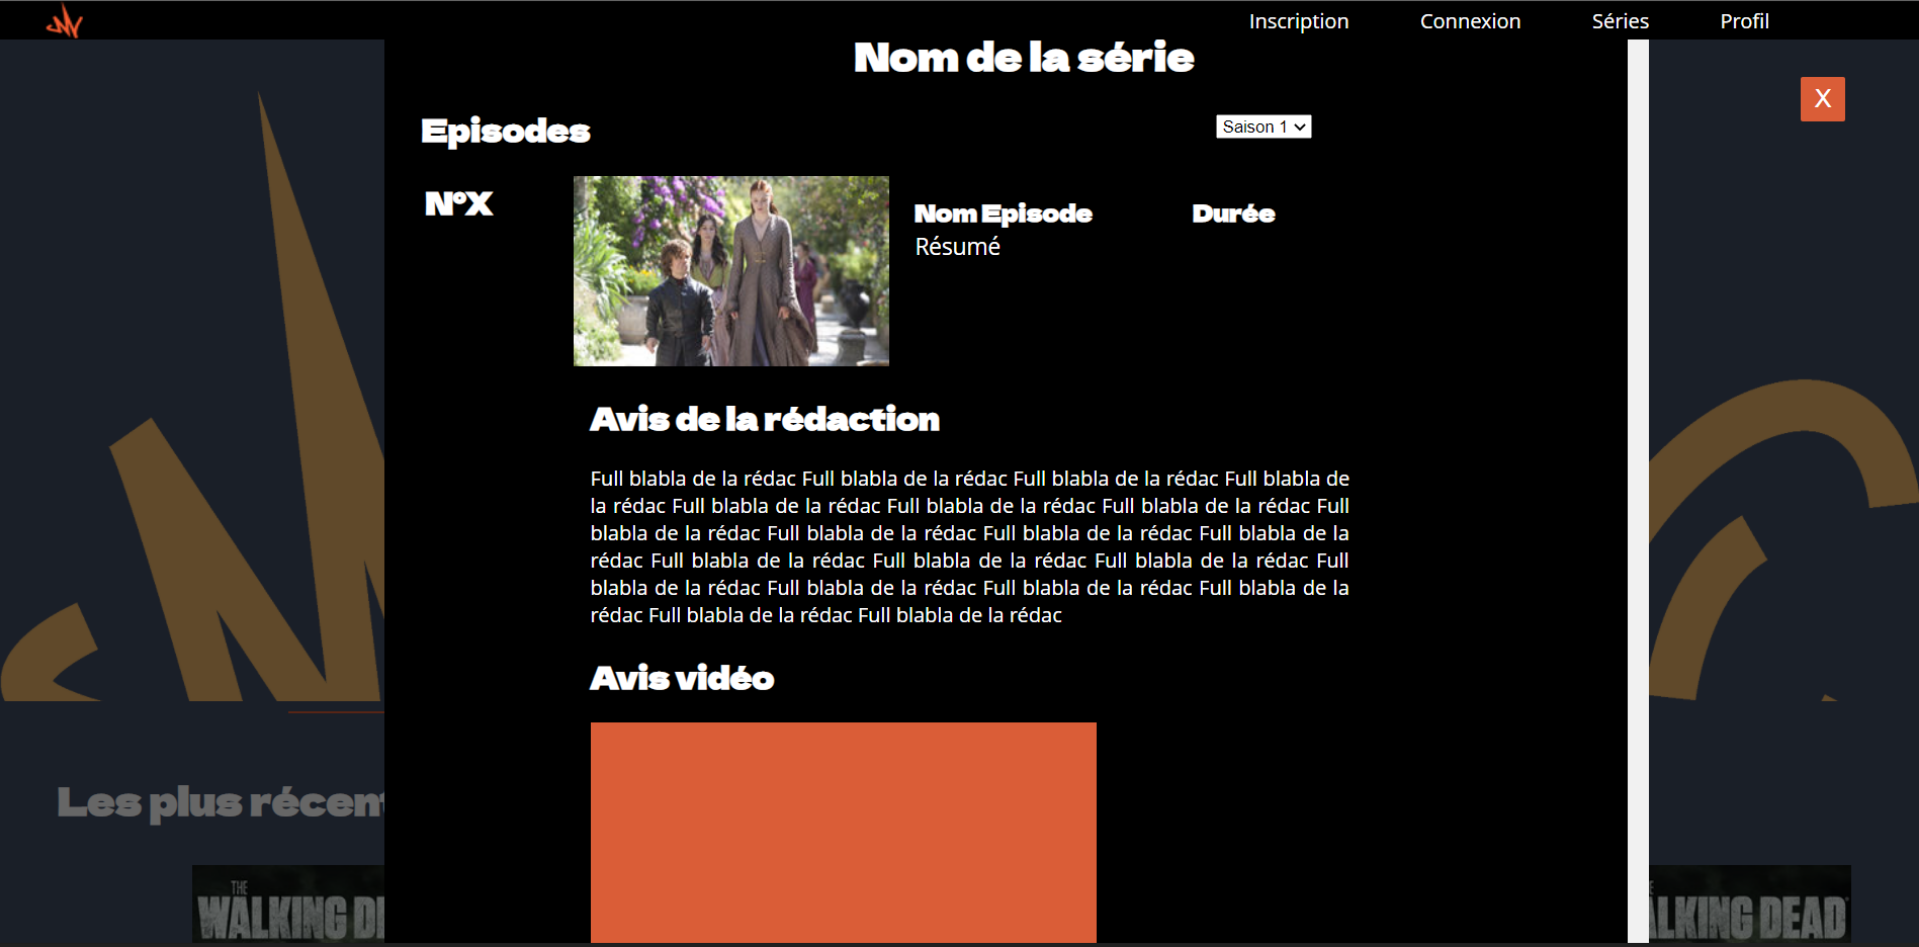 Inscription Connexion Séries Profil
Nom de la série
X
Episodes
Saison 1
N°X
Nom Episode
Durée
Résumé
Avis de la rédaction
Full blabla de la rédac Full blabla de la rédac Full blabla de la rédac Full blabla de
la rédac Full blabla de la rédac Full blabla de la rédac Full blabla de la rédac Full
blabla de la rédac Full blabla de la rédac Full blabla de la rédac Full blabla de la
rédac Full blabla de la rédac Full blabla de la rédac Full blabla de la rédac Full
blabla de la rédac Full blabla de la rédac Full blabla de la rédac Full blabla de la
rédac Full blabla de la rédac Full blabla de la rédac
Avis vidéo
Les plus récen
THE
WALKING D
ALKING DEAD